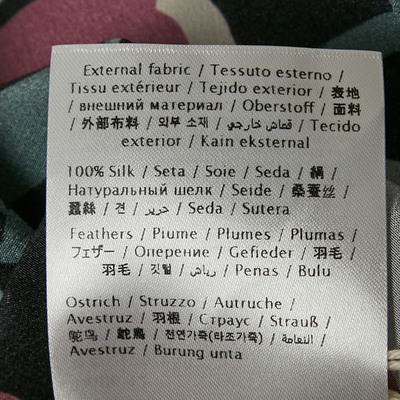 External fabric / Tessuto esterno /
Tissu extérieur / Tejido exterior / 表地
/ внешний материал / Oberstoff / 面料
/ 外部布料 / 외부 소재 / قماش خارجي / Tecido
exterior / Kain eksternal
100% Silk / Seta / Soie / Seda / 絹 /
Натуральный шелк / Seide / 桑蚕丝 /
蠶絲 / 견 / حرير / Seda / Sutera
Feathers / Piume / Plumes / Plumas /
フェザー / Оперение / Gefieder / 羽毛 /
羽毛 / 깃털 / رياش / Penas / Bulu
Ostrich / Struzzo / Autruche /
Avestruz / 羽根 / Страус / Strauß /
鸵鸟 / 鴕鳥 / 천연가죽(타조가죽) / النعامة /
Avestruz / Burung unta